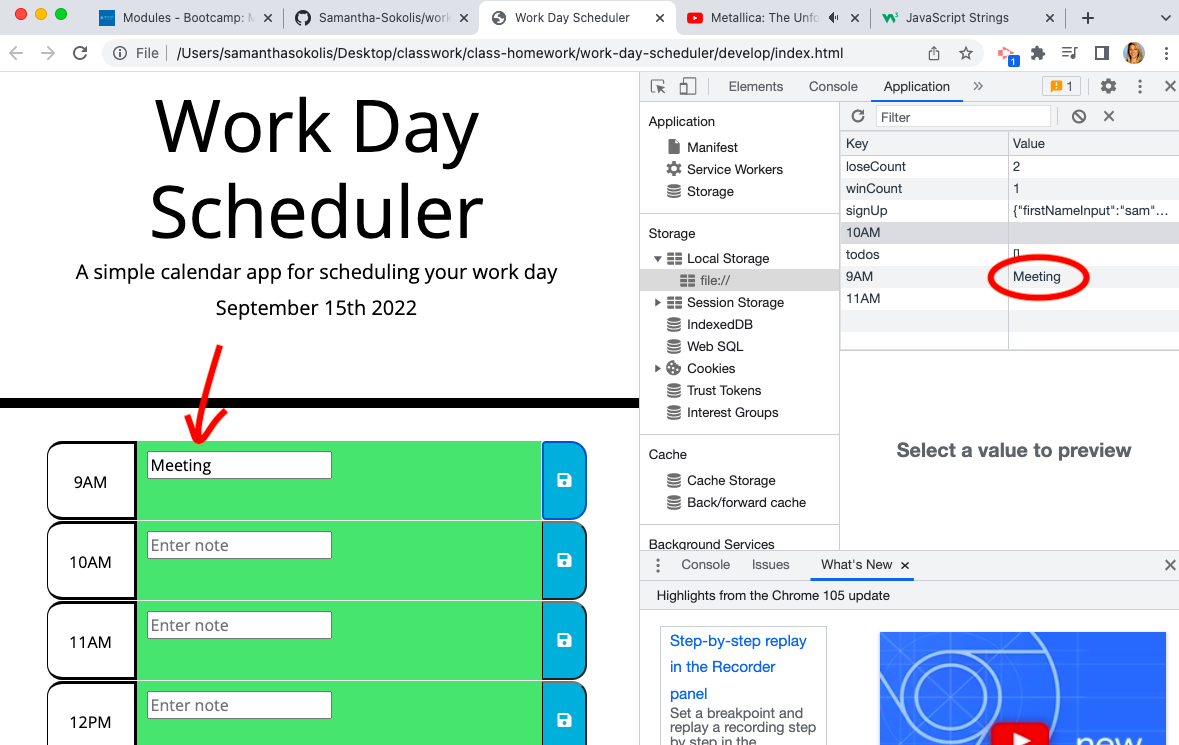 Modules - Bootcamp: M
Samantha-Sokolis/work
Work Day Scheduler
Metallica: The Unfo
JavaScript Strings
File
/Users/samanthasokolis/Desktop/classwork/class-homework/work-day-scheduler/develop/index.html
1
Work Day
Scheduler
A simple calendar app for scheduling your work day
September 15th 2022
9AM
Meeting
10AM
Enter note
11AM
Enter note
12PM
Enter note
Elements
Console
Application
1
Application
Manifest
Service Workers
Storage
Storage
Local Storage
file://
Session Storage
IndexedDB
Web SQL
Cookies
Trust Tokens
Interest Groups
Cache
Cache Storage
Back/forward cache
Background Services
Filter
Key Value
loseCount 2
winCount 1
signUp {"firstNameInput":"sam"…
10AM
todos []
9AM Meeting
11AM
Select a value to preview
Console Issues What's New
Highlights from the Chrome 105 update
Step-by-step replay
in the Recorder
panel
Set a breakpoint and
replay a recording step
by step in the
new